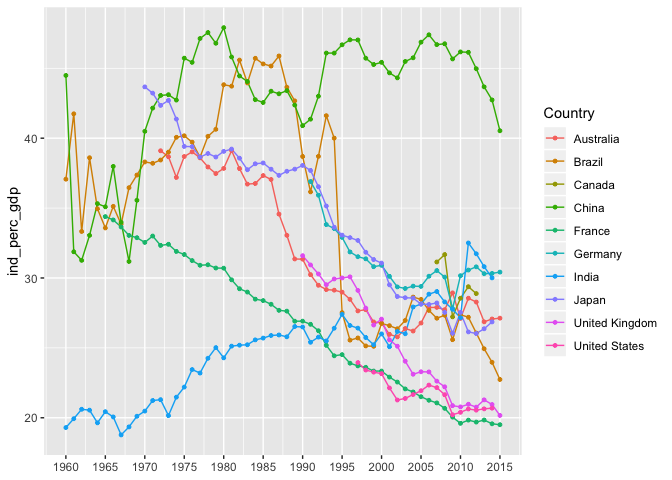 ind_perc_gdp
40
30
20
1960 1965 1970 1975 1980 1985 1990 1995 2000 2005 2010 2015
Country
Australia
Brazil
Canada
China
France
Germany
India
Japan
United Kingdom
United States